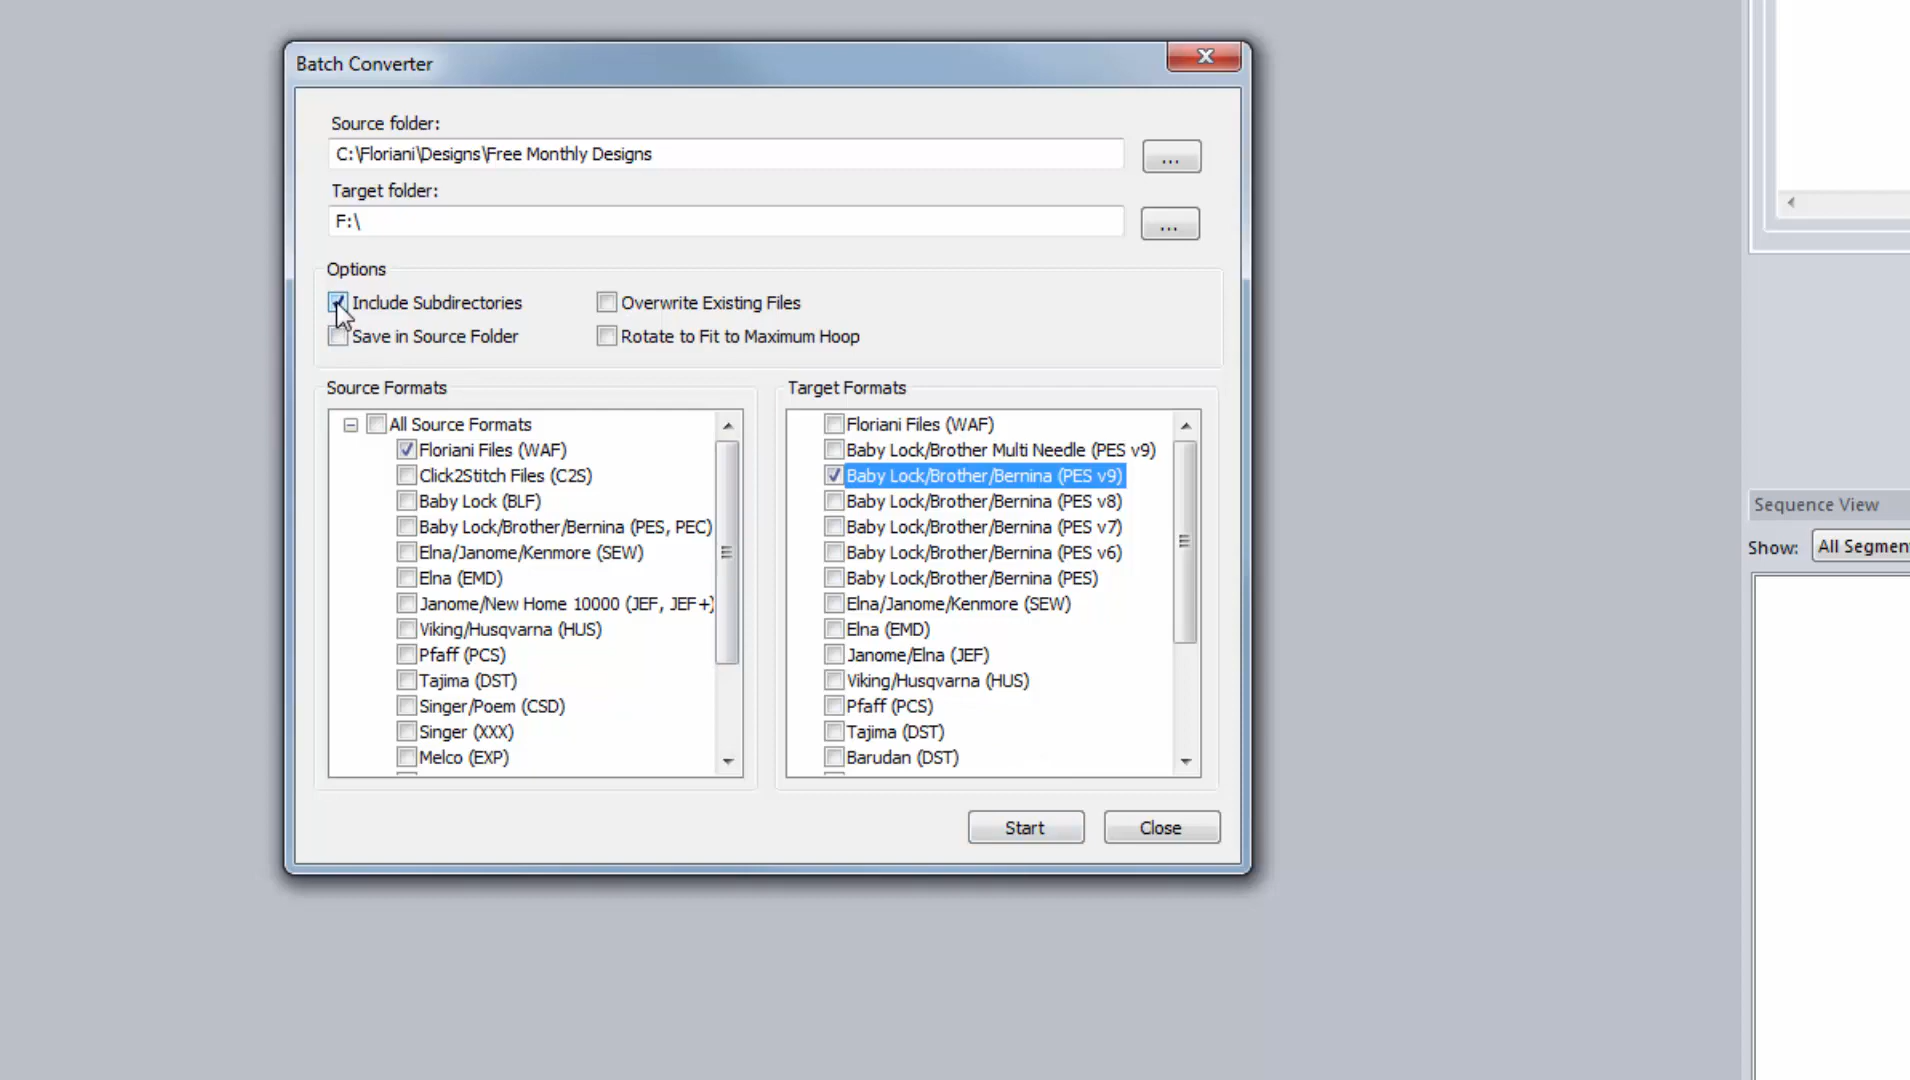 Batch Converter
Source folder:
C:\Floriani\Designs\Free Monthly Designs
...
Target folder:
F:\
...
Options
Include Subdirectories
Overwrite Existing Files
Save in Source Folder
Rotate to Fit to Maximum Hoop
Source Formats
All Source Formats
Floriani Files (WAF)
Click2Stitch Files (C2S)
Baby Lock (BLF)
Baby Lock/Brother/Bernina (PES, PEC)
Elna/Janome/Kenmore (SEW)
Elna (EMD)
Janome/New Home 10000 (JEF, JEF+)
Viking/Husqvarna (HUS)
Pfaff (PCS)
Tajima (DST)
Singer/Poem (CSD)
Singer (XXX)
Melco (EXP)
Target Formats
Floriani Files (WAF)
Baby Lock/Brother Multi Needle (PES v9)
Baby Lock/Brother/Bernina (PES v9)
Baby Lock/Brother/Bernina (PES v8)
Baby Lock/Brother/Bernina (PES v7)
Baby Lock/Brother/Bernina (PES v6)
Baby Lock/Brother/Bernina (PES)
Elna/Janome/Kenmore (SEW)
Elna (EMD)
Janome/Elna (JEF)
Viking/Husqvarna (HUS)
Pfaff (PCS)
Tajima (DST)
Barudan (DST)
Start
Close
Sequence View
Show:
All Segmen